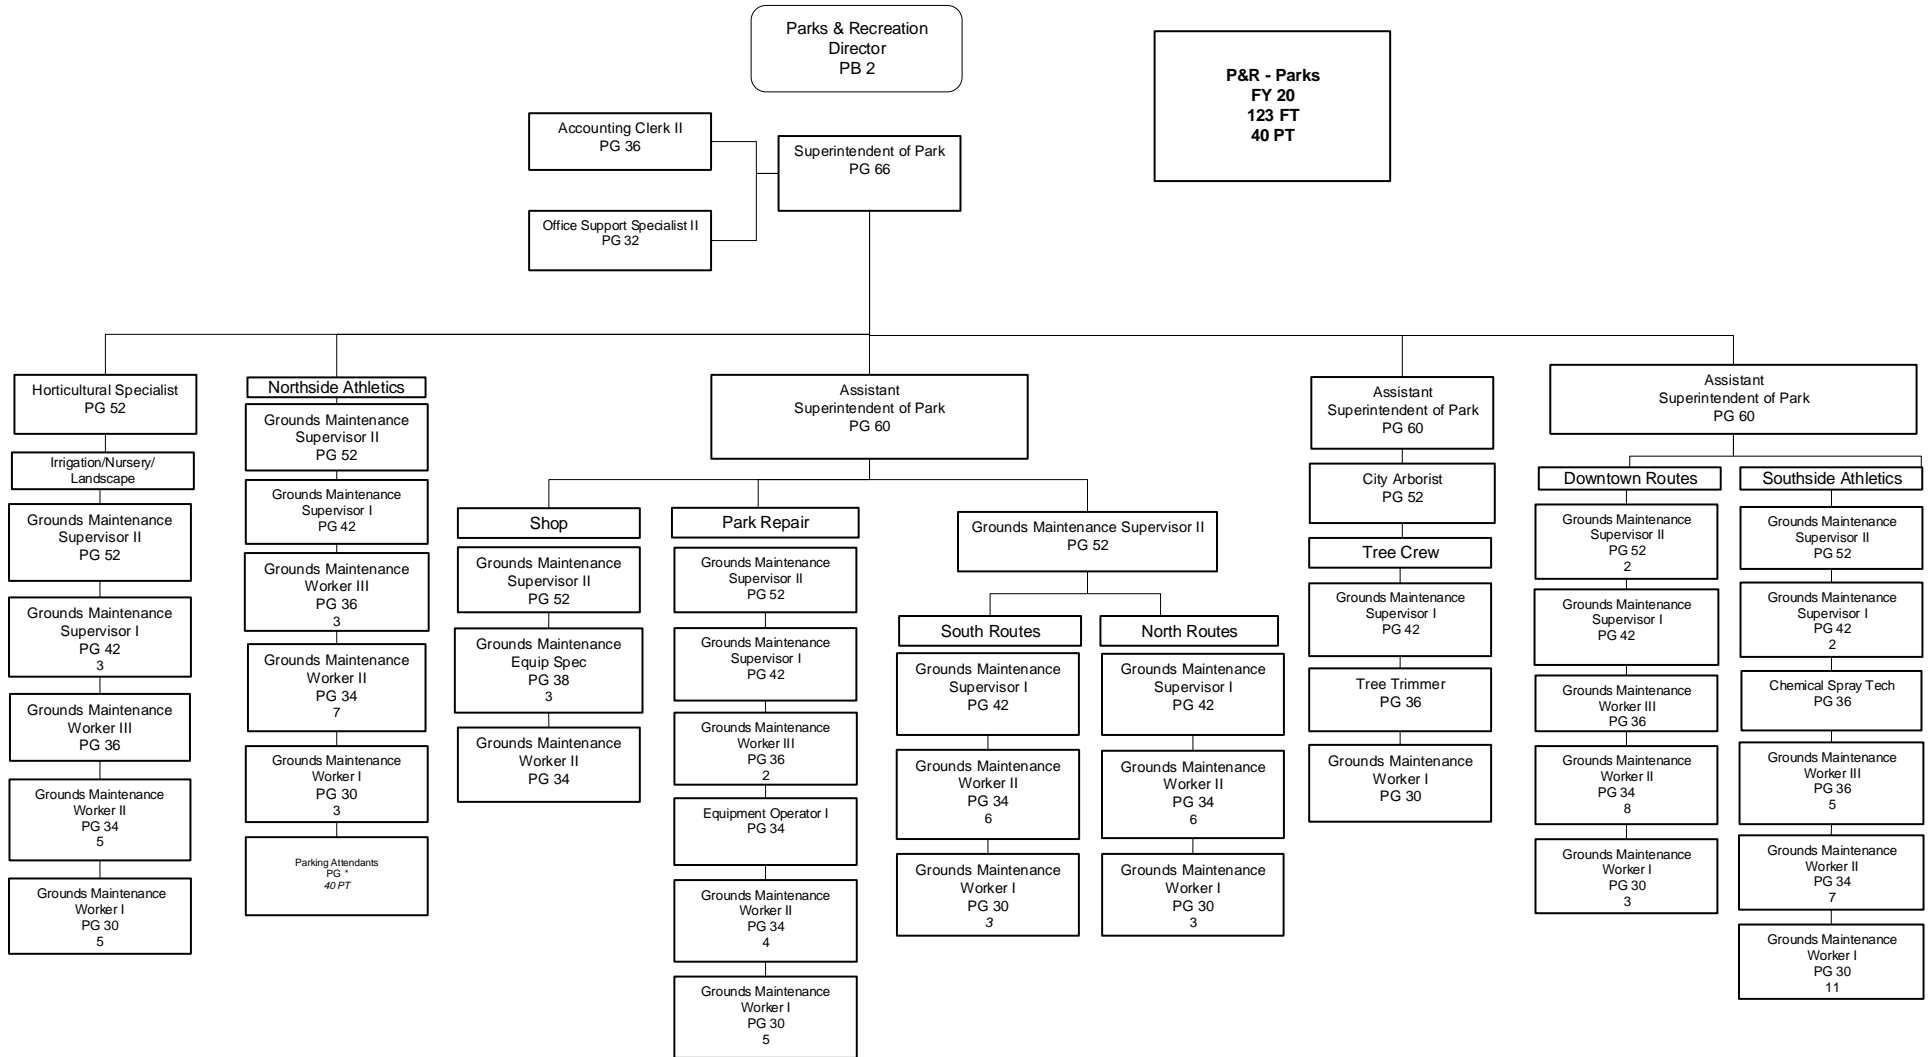 Parks & Recreation
Director
PB 2
P&R - Parks
FY 20
123 FT
40 PT
Accounting Clerk II
PG 36
Superintendent of Park
PG 66
Office Support Specialist II
PG 32
Horticultural Specialist
PG 52
Irrigation/Nursery/
Landscape
Grounds Maintenance
Supervisor II
PG 52
Grounds Maintenance
Supervisor I
PG 42
3
Grounds Maintenance
Worker III
PG 36
Grounds Maintenance
Worker II
PG 34
5
Grounds Maintenance
Worker I
PG 30
5
Northside Athletics
Grounds Maintenance
Supervisor II
PG 52
Grounds Maintenance
Supervisor I
PG 42
Grounds Maintenance
Worker III
PG 36
3
Grounds Maintenance
Worker II
PG 34
7
Grounds Maintenance
Worker I
PG 30
3
Parking Attendants
PG *
40 PT
Assistant
Superintendent of Park
PG 60
Shop
Grounds Maintenance
Supervisor II
PG 52
Grounds Maintenance
Equip Spec
PG 38
3
Grounds Maintenance
Worker II
PG 34
Park Repair
Grounds Maintenance
Supervisor II
PG 52
Grounds Maintenance
Supervisor I
PG 42
Grounds Maintenance
Worker III
PG 36
2
Equipment Operator I
PG 34
Grounds Maintenance
Worker II
PG 34
4
Grounds Maintenance
Worker I
PG 30
5
Grounds Maintenance Supervisor II
PG 52
South Routes
Grounds Maintenance
Supervisor I
PG 42
Grounds Maintenance
Worker II
PG 34
6
Grounds Maintenance
Worker I
PG 30
3
North Routes
Grounds Maintenance
Supervisor I
PG 42
Grounds Maintenance
Worker II
PG 34
6
Grounds Maintenance
Worker I
PG 30
3
Assistant
Superintendent of Park
PG 60
City Arborist
PG 52
Tree Crew
Grounds Maintenance
Supervisor I
PG 42
Tree Trimmer
PG 36
Grounds Maintenance
Worker I
PG 30
Assistant
Superintendent of Park
PG 60
Downtown Routes
Grounds Maintenance
Supervisor II
PG 52
2
Grounds Maintenance
Supervisor I
PG 42
Grounds Maintenance
Worker III
PG 36
Grounds Maintenance
Worker II
PG 34
8
Grounds Maintenance
Worker I
PG 30
3
Southside Athletics
Grounds Maintenance
Supervisor II
PG 52
Grounds Maintenance
Supervisor I
PG 42
2
Chemical Spray Tech
PG 36
Grounds Maintenance
Worker III
PG 36
5
Grounds Maintenance
Worker II
PG 34
7
Grounds Maintenance
Worker I
PG 30
11